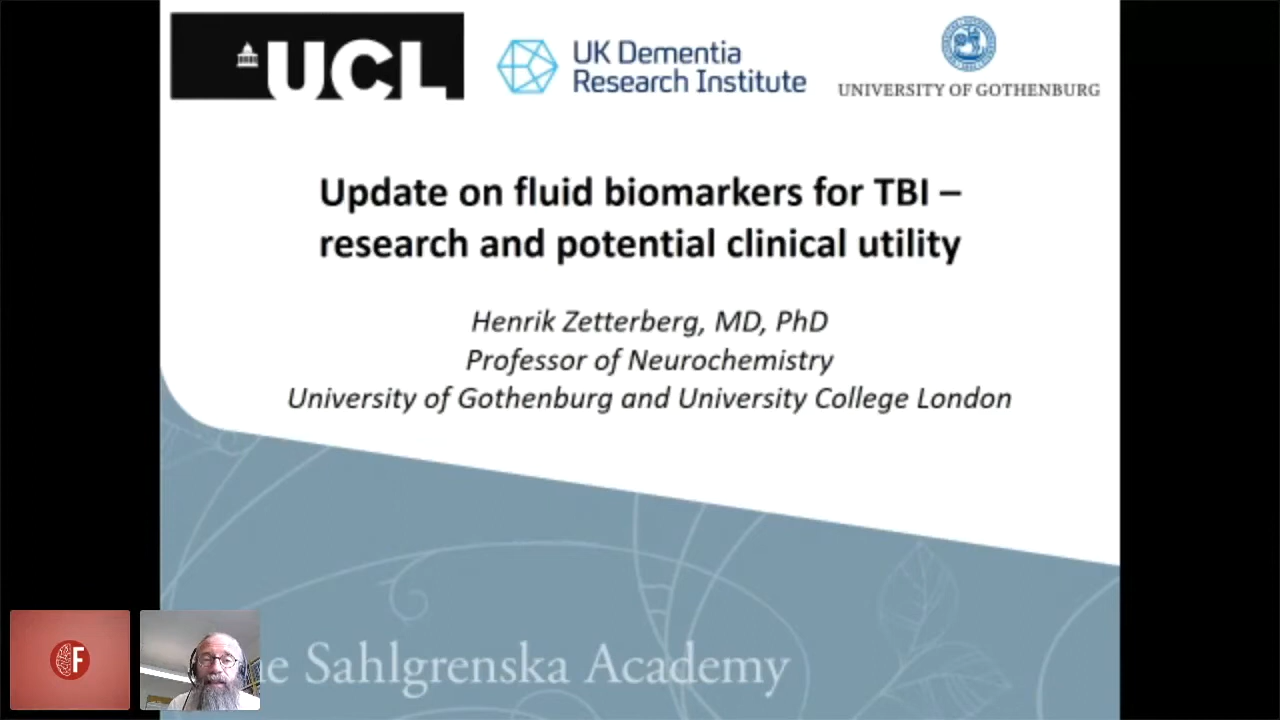 UCL
UK Dementia
Research Institute
UNIVERSITY OF GOTHENBURG
Update on fluid biomarkers for TBI –
research and potential clinical utility
Henrik Zetterberg, MD, PhD
Professor of Neurochemistry
University of Gothenburg and University College London
F
e Sahlgrenska Academy